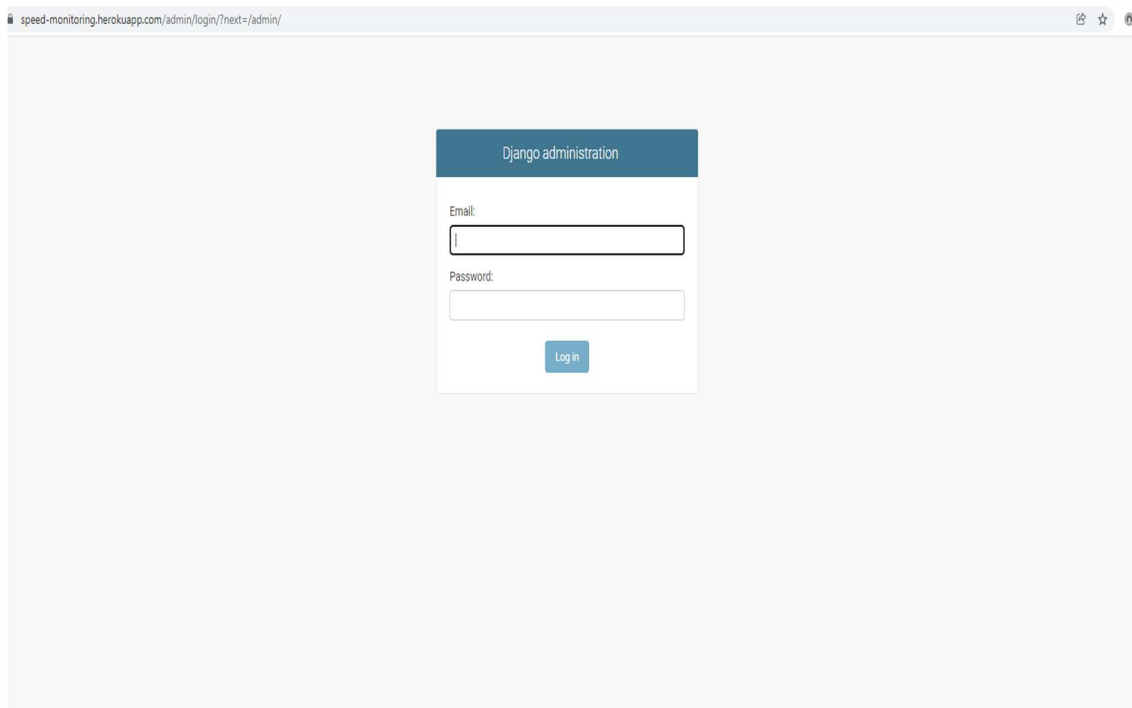 speed-monitoring.herokuapp.com/admin/login/?next=/admin/
Django administration
Email:
Password:
Log in